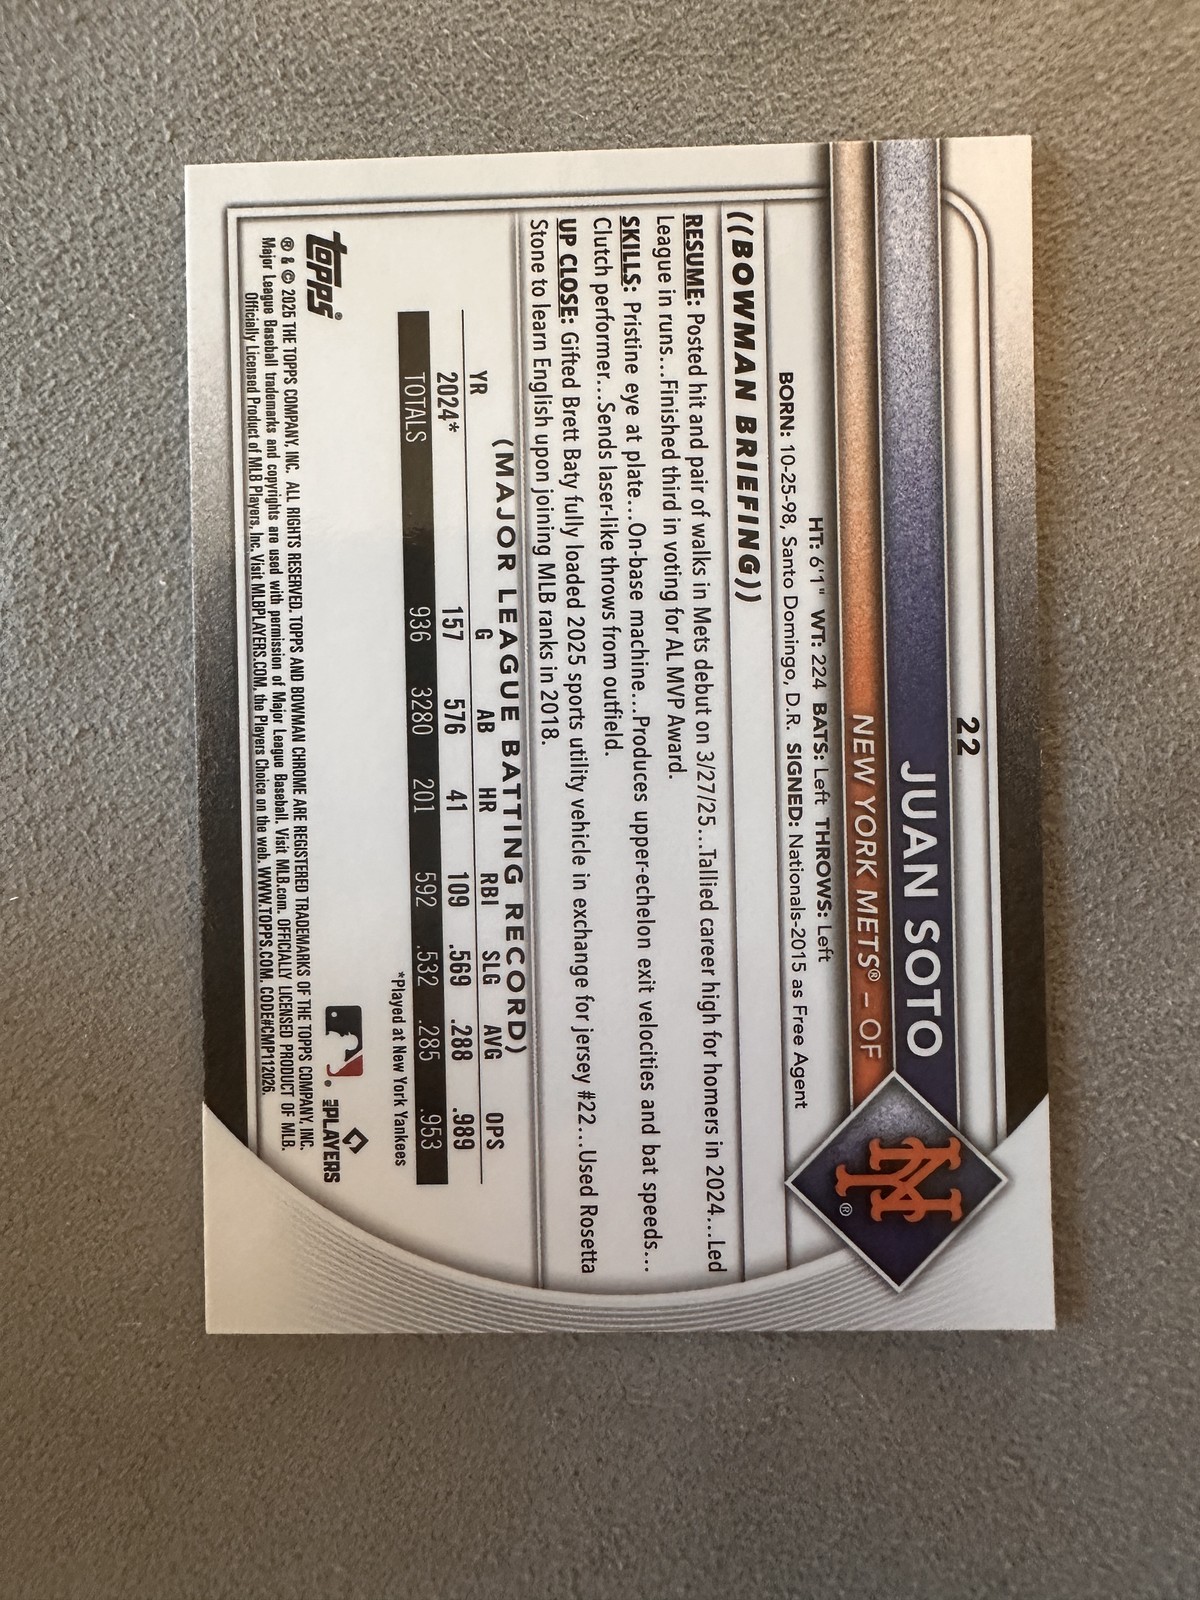 22
JUAN SOTO
NEW YORK METS® – OF
NY
®
HT: 6'1" WT: 224 BATS: Left THROWS: Left
BORN: 10-25-98, Santo Domingo, D.R. SIGNED: Nationals-2015 as Free Agent
((BOWMAN BRIEFING))
RESUME: Posted hit and pair of walks in Mets debut on 3/27/25...Tallied career high for homers in 2024...Led
League in runs...Finished third in voting for AL MVP Award.
SKILLS: Pristine eye at plate...On-base machine...Produces upper-echelon exit velocities and bat speeds...
Clutch performer...Sends laser-like throws from outfield.
UP CLOSE: Gifted Brett Baty fully loaded 2025 sports utility vehicle in exchange for jersey #22...Used Rosetta
Stone to learn English upon joining MLB ranks in 2018.
(MAJOR LEAGUE BATTING RECORD)
YR G AB HR RBI SLG AVG OPS
2024* 157 576 41 109 .569 .288 .989
TOTALS 936 3280 201 592 .532 .285 .953
*Played at New York Yankees
topps®
MLB PLAYERS
® & © 2025 THE TOPPS COMPANY, INC. ALL RIGHTS RESERVED. TOPPS AND BOWMAN CHROME ARE REGISTERED TRADEMARKS OF THE TOPPS COMPANY, INC.
Major League Baseball trademarks and copyrights are used with permission of Major League Baseball. Visit MLB.com. OFFICIALLY LICENSED PRODUCT OF MLB.
Officially Licensed Product of MLB Players, Inc. Visit MLBPLAYERS.COM, the Players Choice on the web. WWW.TOPPS.COM. CODE#CMP112026.